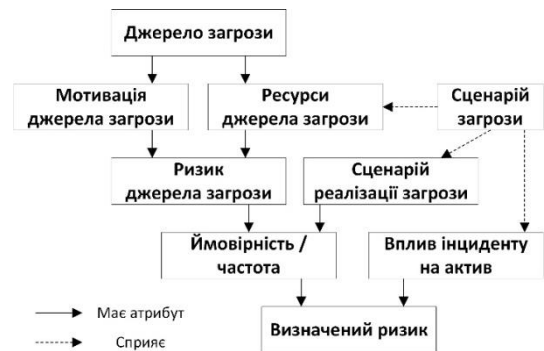 Джерело загрози
Мотивація
джерела загрози
Ресурси
джерела загрози
Сценарій
загрози
Ризик
джерела загрози
Сценарій
реалізації загрози
Ймовірність /
частота
Вплив інциденту
на актив
Має атрибут
Сприяє
Визначений ризик